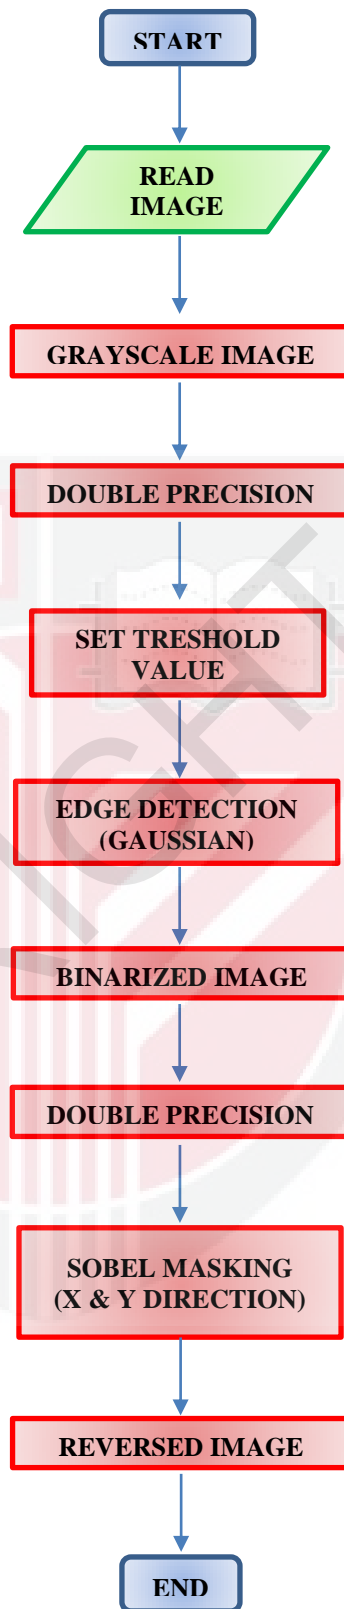 START
READ
IMAGE
GRAYSCALE IMAGE
DOUBLE PRECISION
SET TRESHOLD
VALUE
EDGE DETECTION
(GAUSSIAN)
BINARIZED IMAGE
DOUBLE PRECISION
SOBEL MASKING
(X & Y DIRECTION)
REVERSED IMAGE
END